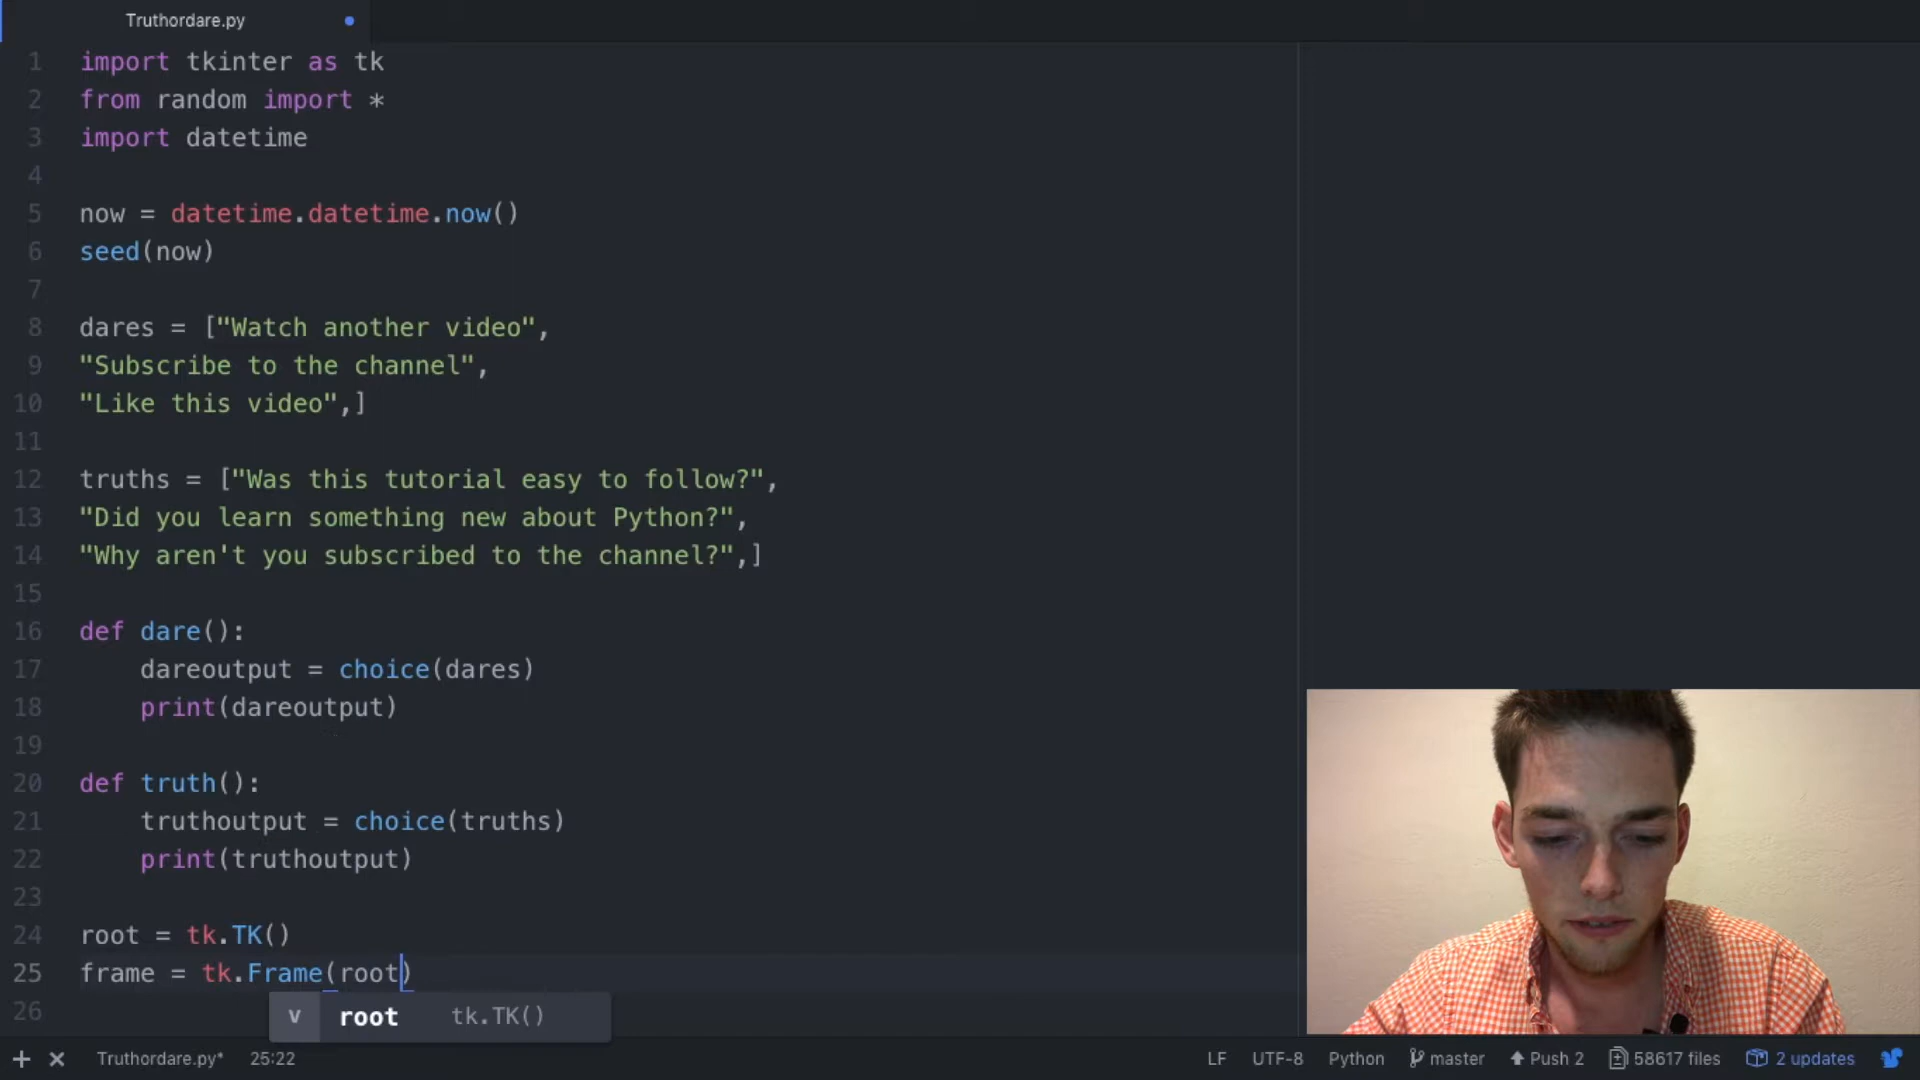 Truthordare.py
1 import tkinter as tk
2 from random import *
3 import datetime
4
5 now = datetime.datetime.now()
6 seed(now)
7
8 dares = ["Watch another video",
9 "Subscribe to the channel",
10 "Like this video",]
11
12 truths = ["Was this tutorial easy to follow?",
13 "Did you learn something new about Python?",
14 "Why aren't you subscribed to the channel?",]
15
16 def dare():
17     dareoutput = choice(dares)
18     print(dareoutput)
19
20 def truth():
21     truthoutput = choice(truths)
22     print(truthoutput)
23
24 root = tk.TK()
25 frame = tk.Frame(root)
26
v root tk.TK()
+ × Truthordare.py* 25:22 LF UTF-8 Python master Push 2 58617 files 2 updates